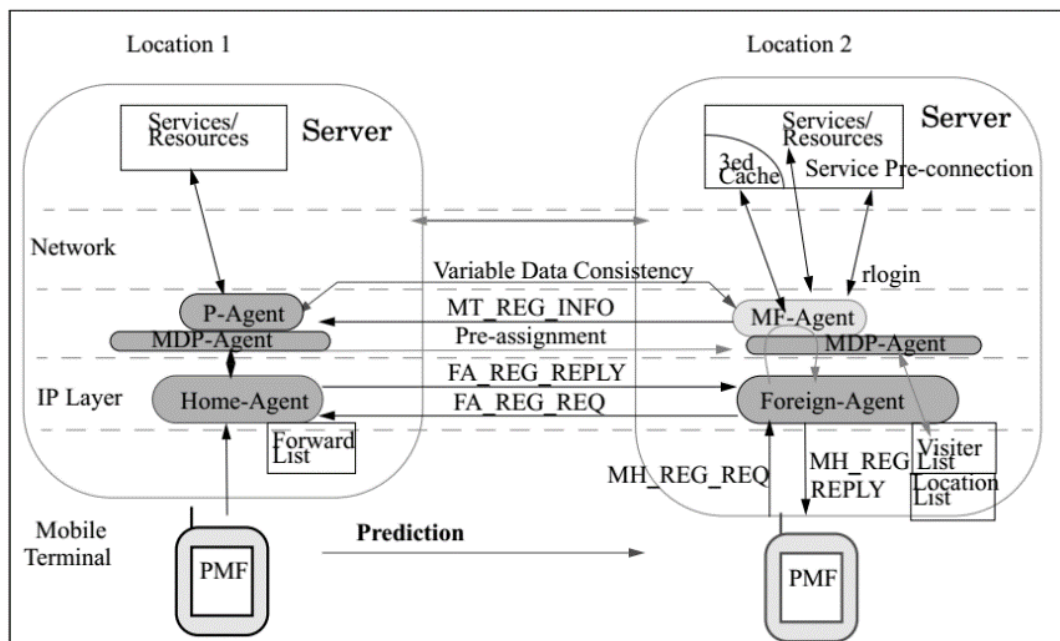 Location 1
Location 2
Services/
Resources
Server
Services/
Resources
Server
3ed
Cache
Service Pre-connection
Network
Variable Data Consistency
rlogin
P-Agent
MT_REG_INFO
MF-Agent
MDP-Agent
Pre-assignment
MDP-Agent
IP Layer
Home-Agent
FA_REG_REPLY
FA_REG_REQ
Foreign-Agent
Forward
List
Visiter
List
Location
List
MH_REG_REQ
MH_REG
REPLY
Mobile
Terminal
Prediction
PMF
PMF